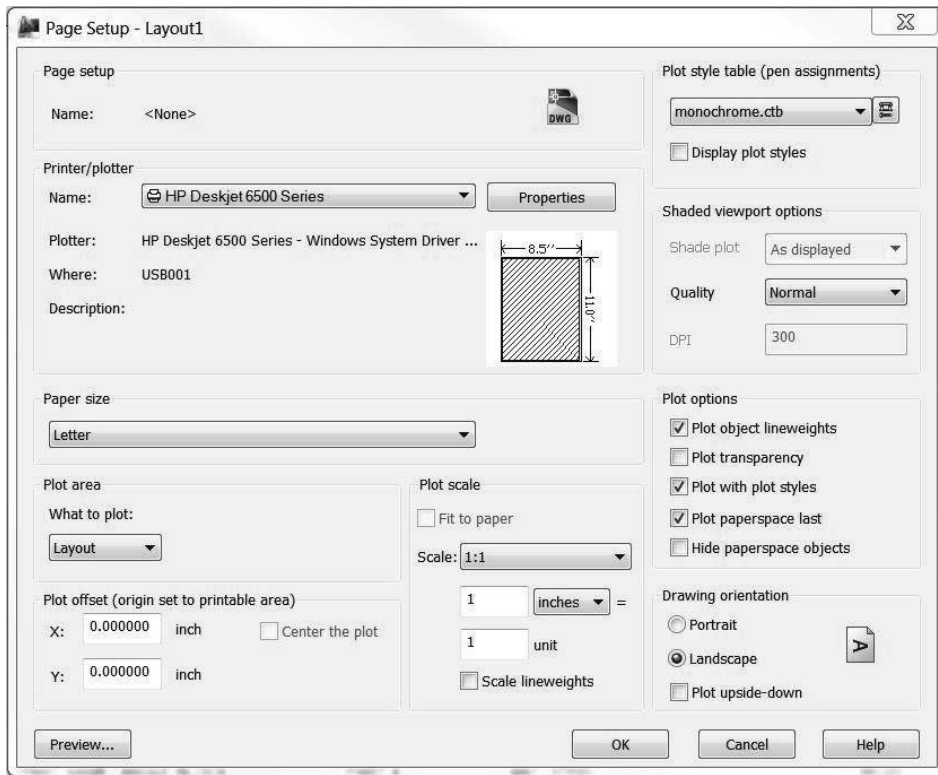 Page Setup - Layout1
Page setup
Name: <None>
DWG
Printer/plotter
Name: HP Deskjet 6500 Series Properties
Plotter: HP Deskjet 6500 Series - Windows System Driver ...
Where: USB001
Description:
8.5''
11.0''
Paper size
Letter
Plot area
What to plot:
Layout
Plot offset (origin set to printable area)
X: 0.000000 inch Center the plot
Y: 0.000000 inch
Plot scale
Fit to paper
Scale: 1:1
1 inches =
1 unit
Scale lineweights
Plot style table (pen assignments)
monochrome.ctb
Display plot styles
Shaded viewport options
Shade plot As displayed
Quality Normal
DPI 300
Plot options
Plot object lineweights
Plot transparency
Plot with plot styles
Plot paperspace last
Hide paperspace objects
Drawing orientation
Portrait
A
Landscape
Plot upside-down
Preview... OK Cancel Help